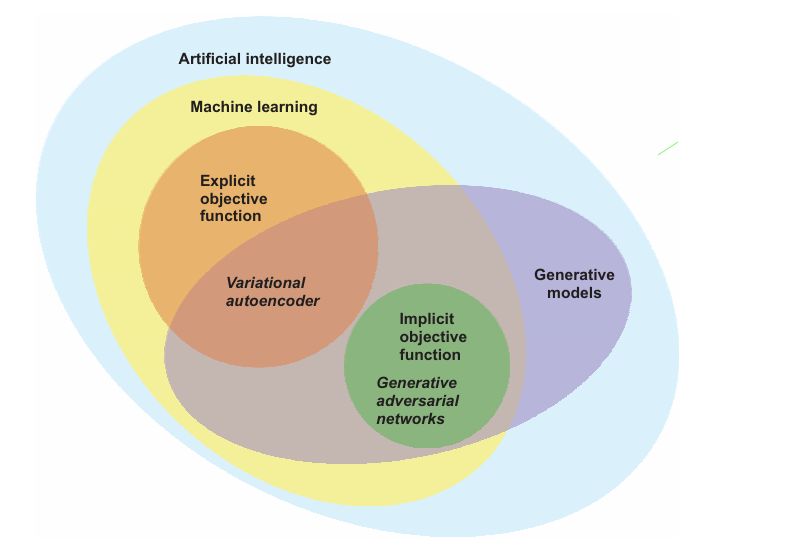 Artificial intelligence
Machine learning
Explicit
objective
function
Variational
autoencoder
Generative
models
Implicit
objective
function
Generative
adversarial
networks